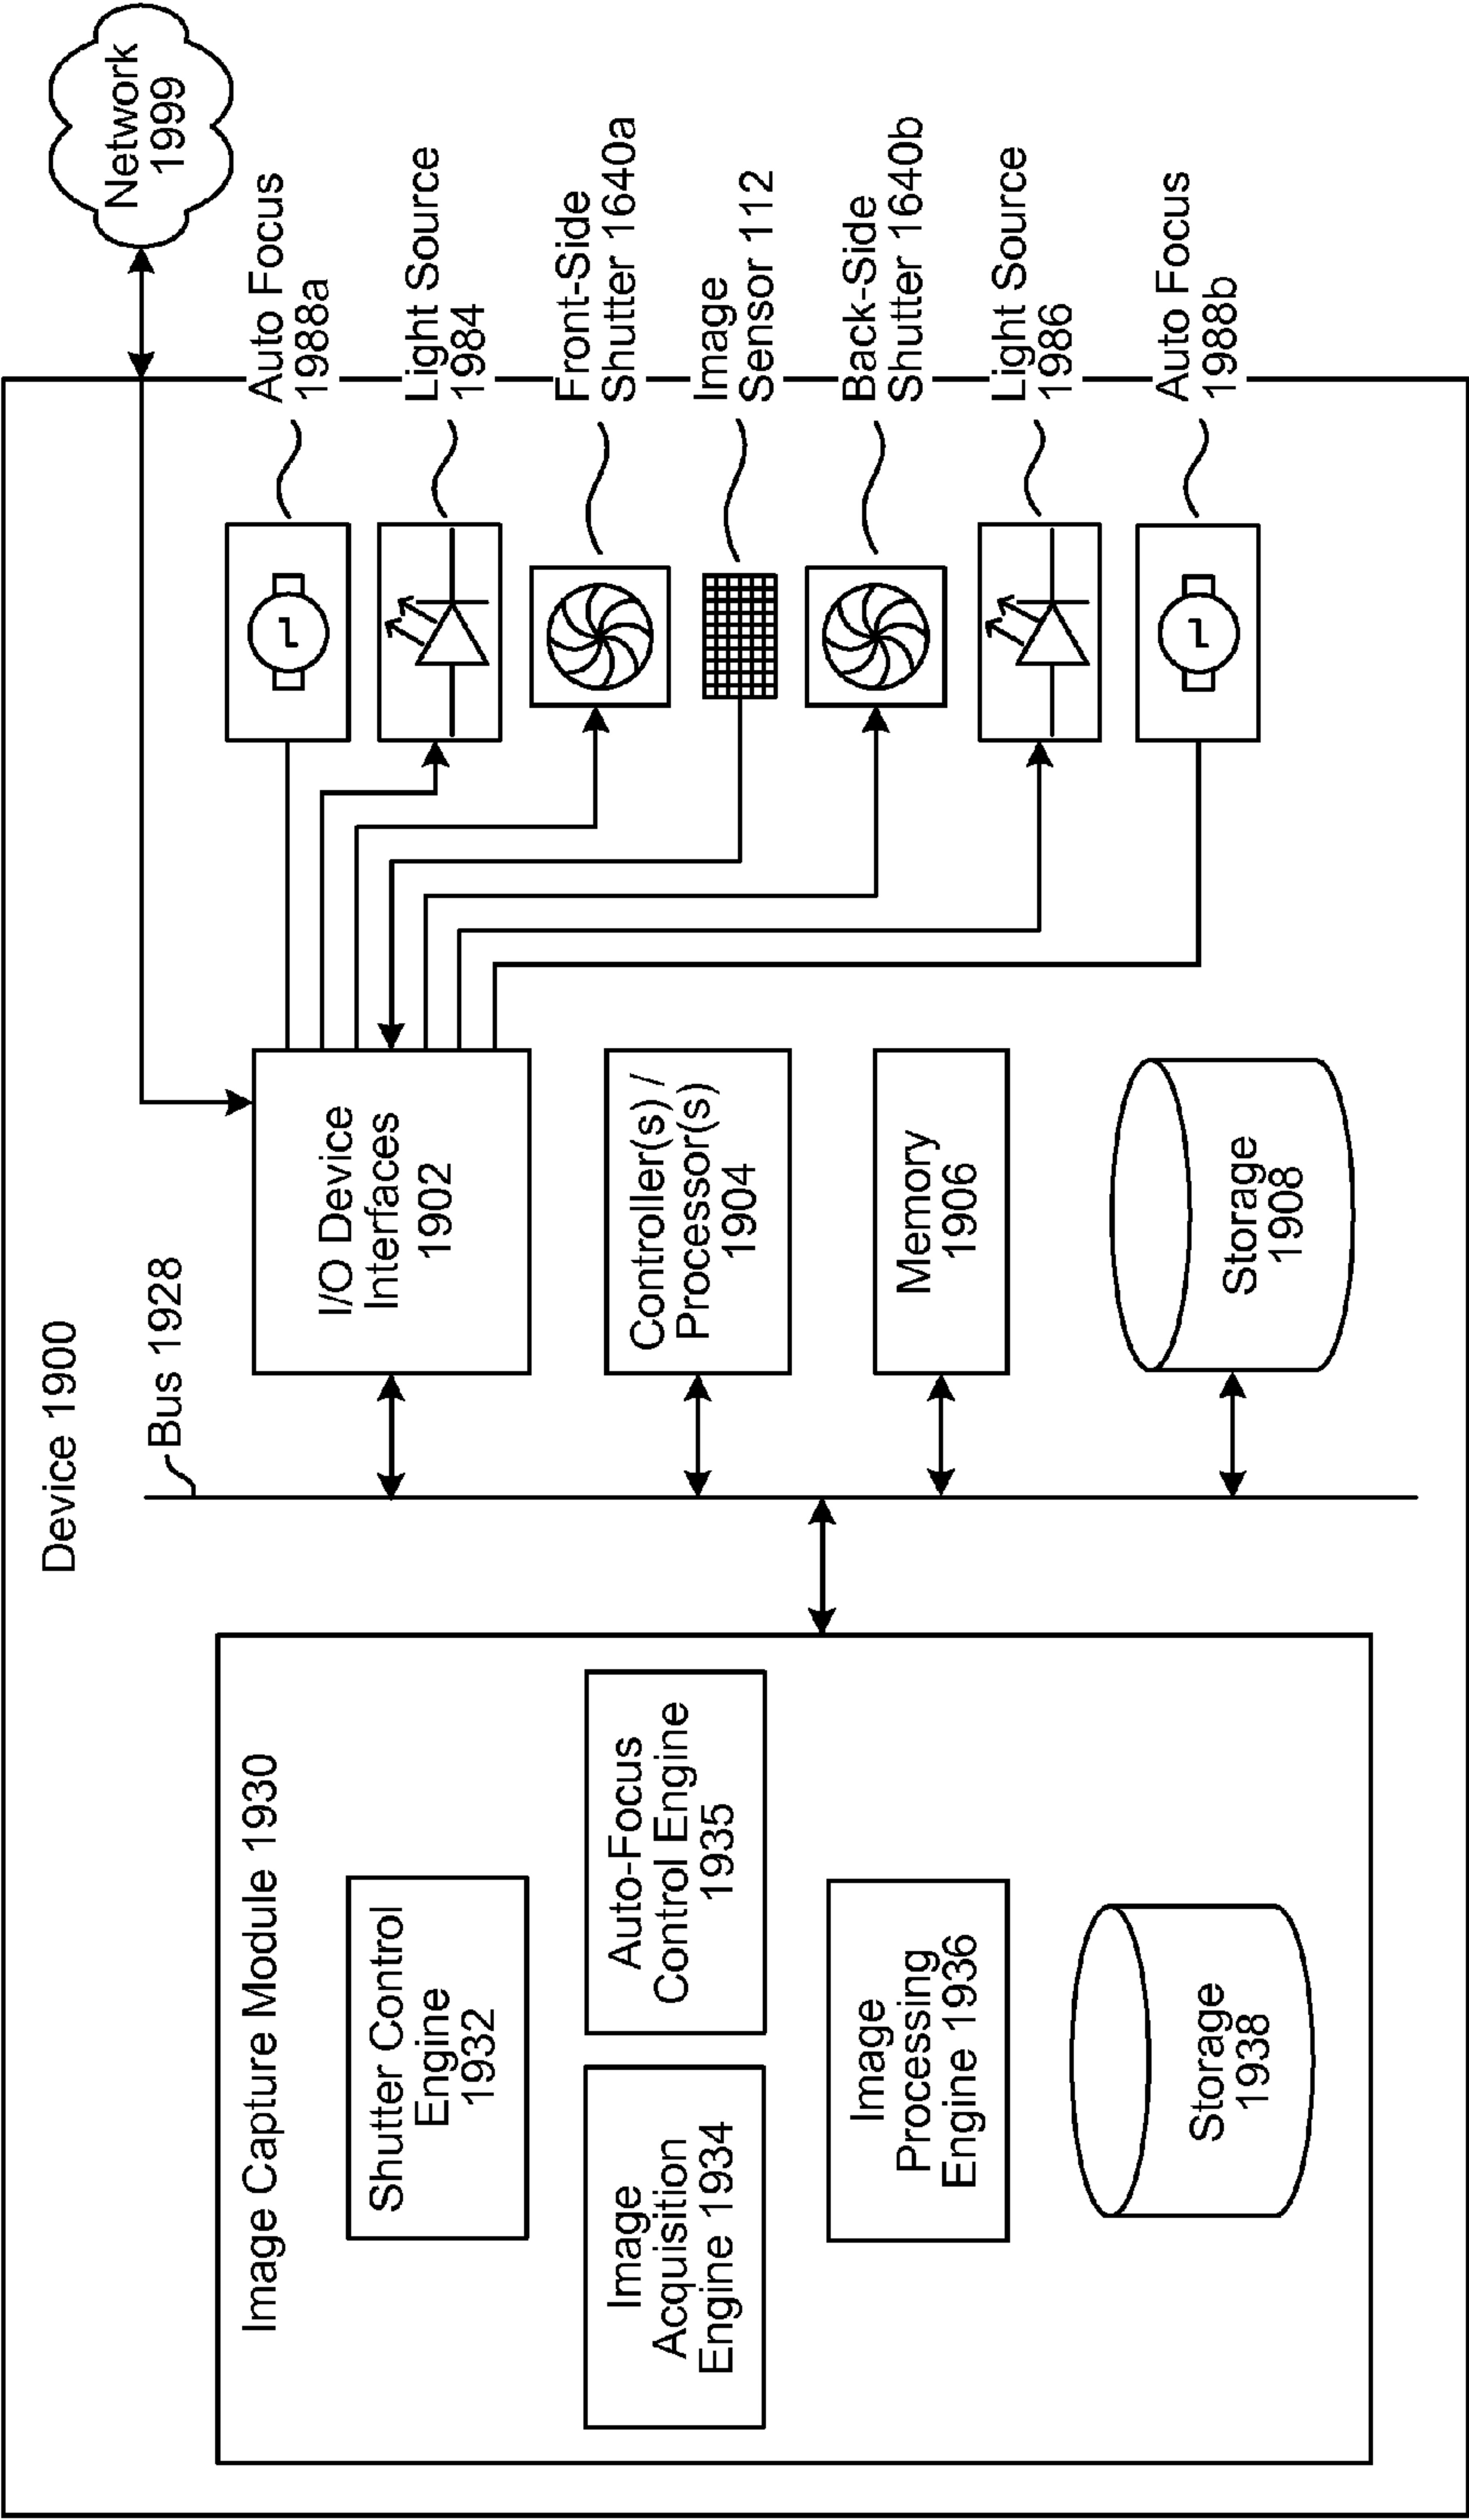 Device 1900
Network
1999
Bus 1928
Image Capture Module 1930
Shutter Control
Engine
1932
Image
Acquisition
Engine 1934
Auto-Focus
Control Engine
1935
Image
Processing
Engine 1936
Storage
1938
I/O Device
Interfaces
1902
Controller(s) /
Processor(s)
1904
Memory
1906
Storage
1908
Auto Focus
1988a
Light Source
1984
Front-Side
Shutter 1640a
Image
Sensor 112
Back-Side
Shutter 1640b
Light Source
1986
Auto Focus
1988b